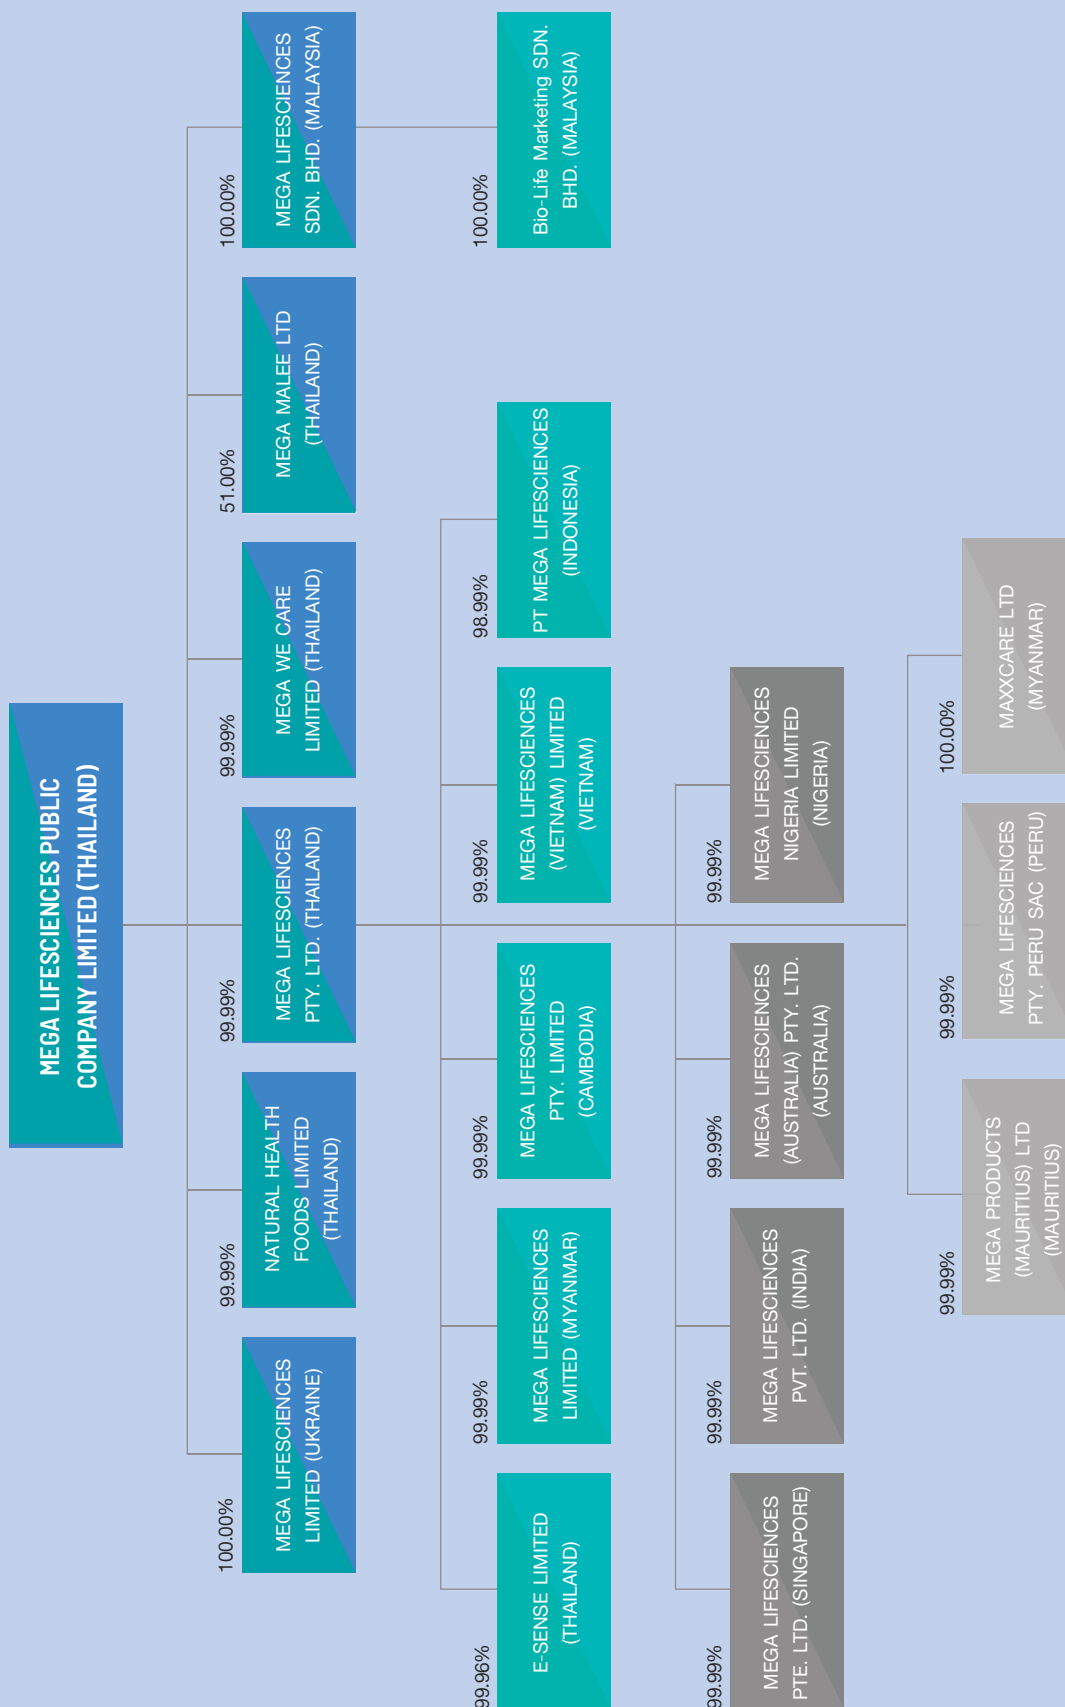 MEGA LIFESCIENCES PUBLIC
COMPANY LIMITED (THAILAND)
100.00%
MEGA LIFESCIENCES
LIMITED (UKRAINE)
99.99%
NATURAL HEALTH
FOODS LIMITED
(THAILAND)
99.99%
MEGA LIFESCIENCES
PTY. LTD. (THAILAND)
99.99%
MEGA WE CARE
LIMITED (THAILAND)
51.00%
MEGA MALEE LTD
(THAILAND)
100.00%
MEGA LIFESCIENCES
SDN. BHD. (MALAYSIA)
99.96%
E-SENSE LIMITED
(THAILAND)
99.99%
MEGA LIFESCIENCES
LIMITED (MYANMAR)
99.99%
MEGA LIFESCIENCES
PTY. LIMITED
(CAMBODIA)
99.99%
MEGA LIFESCIENCES
(VIETNAM) LIMITED
(VIETNAM)
98.99%
PT MEGA LIFESCIENCES
(INDONESIA)
100.00%
Bio-Life Marketing SDN.
BHD. (MALAYSIA)
99.99%
MEGA LIFESCIENCES
PTE. LTD. (SINGAPORE)
99.99%
MEGA LIFESCIENCES
PVT. LTD. (INDIA)
99.99%
MEGA LIFESCIENCES
(AUSTRALIA) PTY. LTD.
(AUSTRALIA)
99.99%
MEGA LIFESCIENCES
NIGERIA LIMITED
(NIGERIA)
99.99%
MEGA PRODUCTS
(MAURITIUS) LTD
(MAURITIUS)
99.99%
MEGA LIFESCIENCES
PTY. PERU SAC (PERU)
100.00%
MAXXCARE LTD
(MYANMAR)